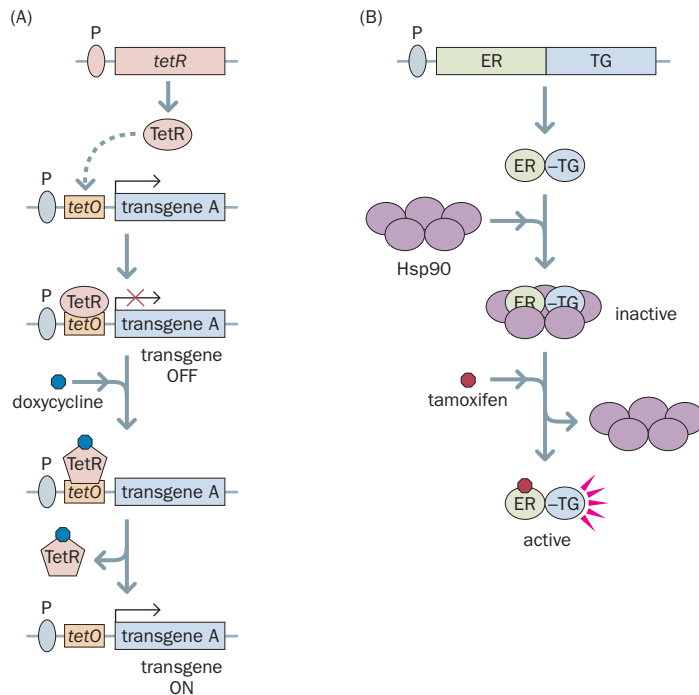 (A)
P
tetR
TetR
P
tetO
transgene A
P
TetR
tetO
transgene A
transgene
OFF
doxycycline
P
TetR
tetO
transgene A
TetR
P
tetO
transgene A
transgene
ON
(B)
P
ER
TG
ER
–TG
Hsp90
ER
–TG
inactive
tamoxifen
ER
–TG
active